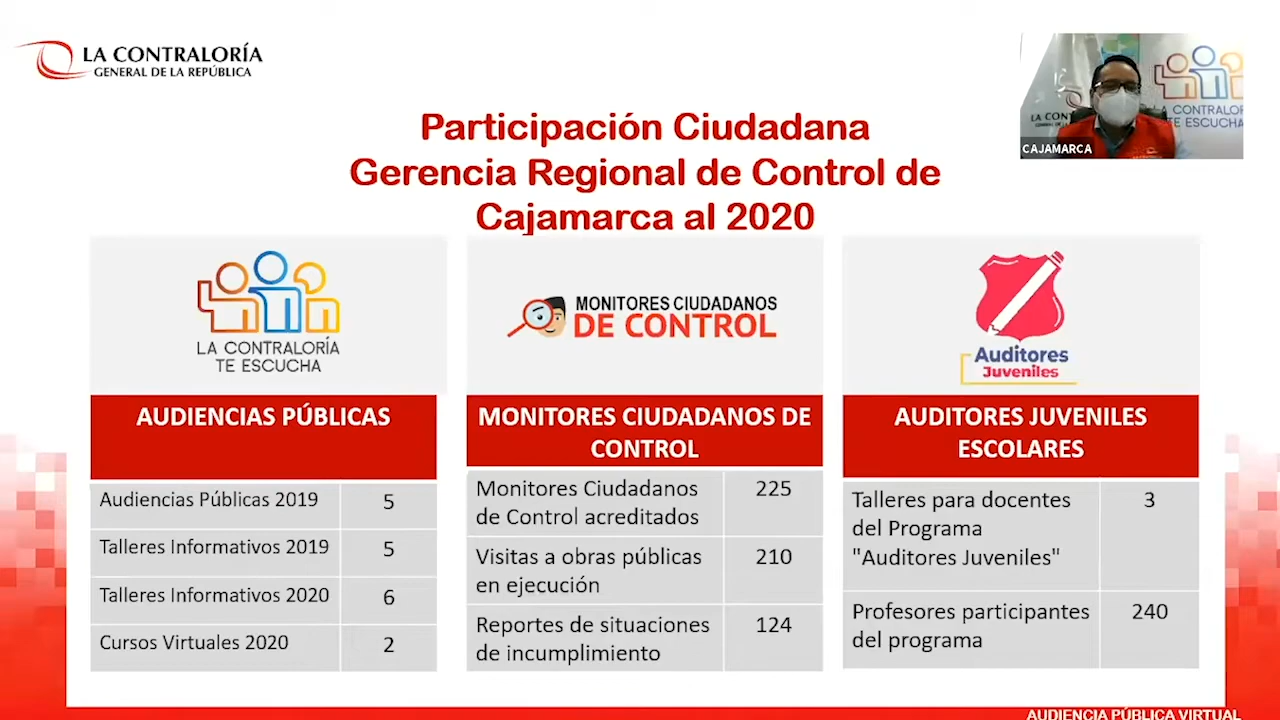 LA CONTRALORÍA
GENERAL DE LA REPÚBLICA
LA CONTRALORÍ
TE ESCUCHA
CAJAMARCA
Participación Ciudadana
Gerencia Regional de Control de
Cajamarca al 2020
LA CONTRALORÍA
TE ESCUCHA
AUDIENCIAS PÚBLICAS
Audiencias Públicas 2019 5
Talleres Informativos 2019 5
Talleres Informativos 2020 6
Cursos Virtuales 2020 2
MONITORES CIUDADANOS
DE CONTROL
MONITORES CIUDADANOS DE
CONTROL
Monitores Ciudadanos 225
de Control acreditados
Visitas a obras públicas 210
en ejecución
Reportes de situaciones 124
de incumplimiento
Auditores
Juveniles
AUDITORES JUVENILES
ESCOLARES
Talleres para docentes 3
del Programa
"Auditores Juveniles"
Profesores participantes 240
del programa
AUDIENCIA PÚBLICA VIRTUAL